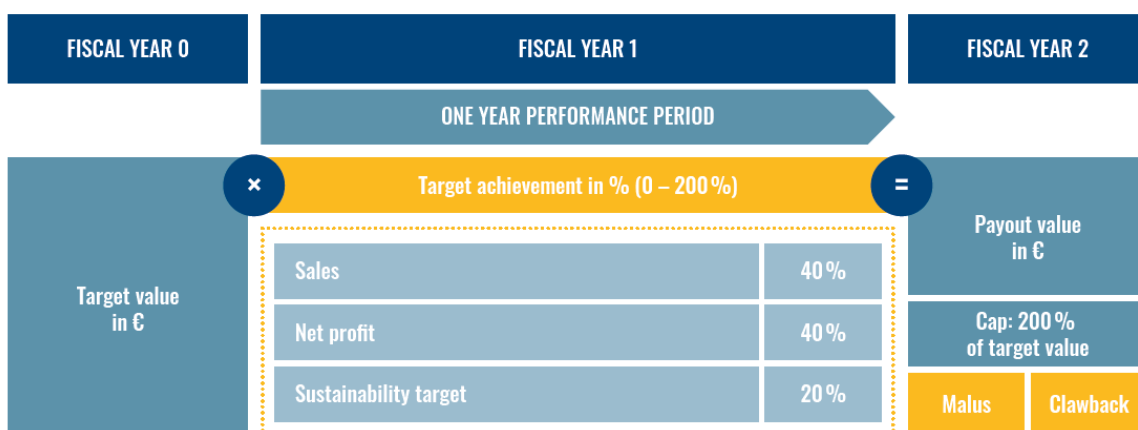 FISCAL YEAR 0
FISCAL YEAR 1
FISCAL YEAR 2
ONE YEAR PERFORMANCE PERIOD
×
Target achievement in % (0 – 200 %)
=
Target value
in €
Sales
40 %
Net profit
40 %
Sustainability target
20 %
Payout value
in €
Cap: 200 %
of target value
Malus
Clawback